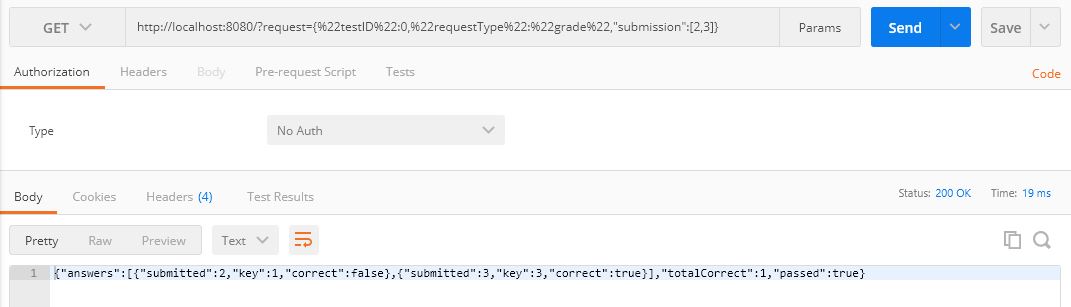 GET http://localhost:8080/?request={%22testID%22:0,%22requestType%22:%22grade%22,"submission":[2,3]} Params Send Save
Authorization Headers Body Pre-request Script Tests Code
Type No Auth
Body Cookies Headers (4) Test Results Status: 200 OK Time: 19 ms
Pretty Raw Preview Text
1 {"answers":[{"submitted":2,"key":1,"correct":false},{"submitted":3,"key":3,"correct":true}],"totalCorrect":1,"passed":true}